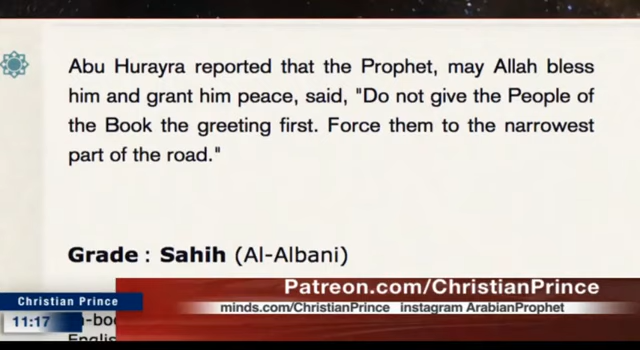 Abu Hurayra reported that the Prophet, may Allah bless
him and grant him peace, said, "Do not give the People of
the Book the greeting first. Force them to the narrowest
part of the road."
Grade : Sahih (Al-Albani)
Patreon.com/ChristianPrince
Christian Prince
minds.com/ChristianPrince instagram ArabianProphet
11:17